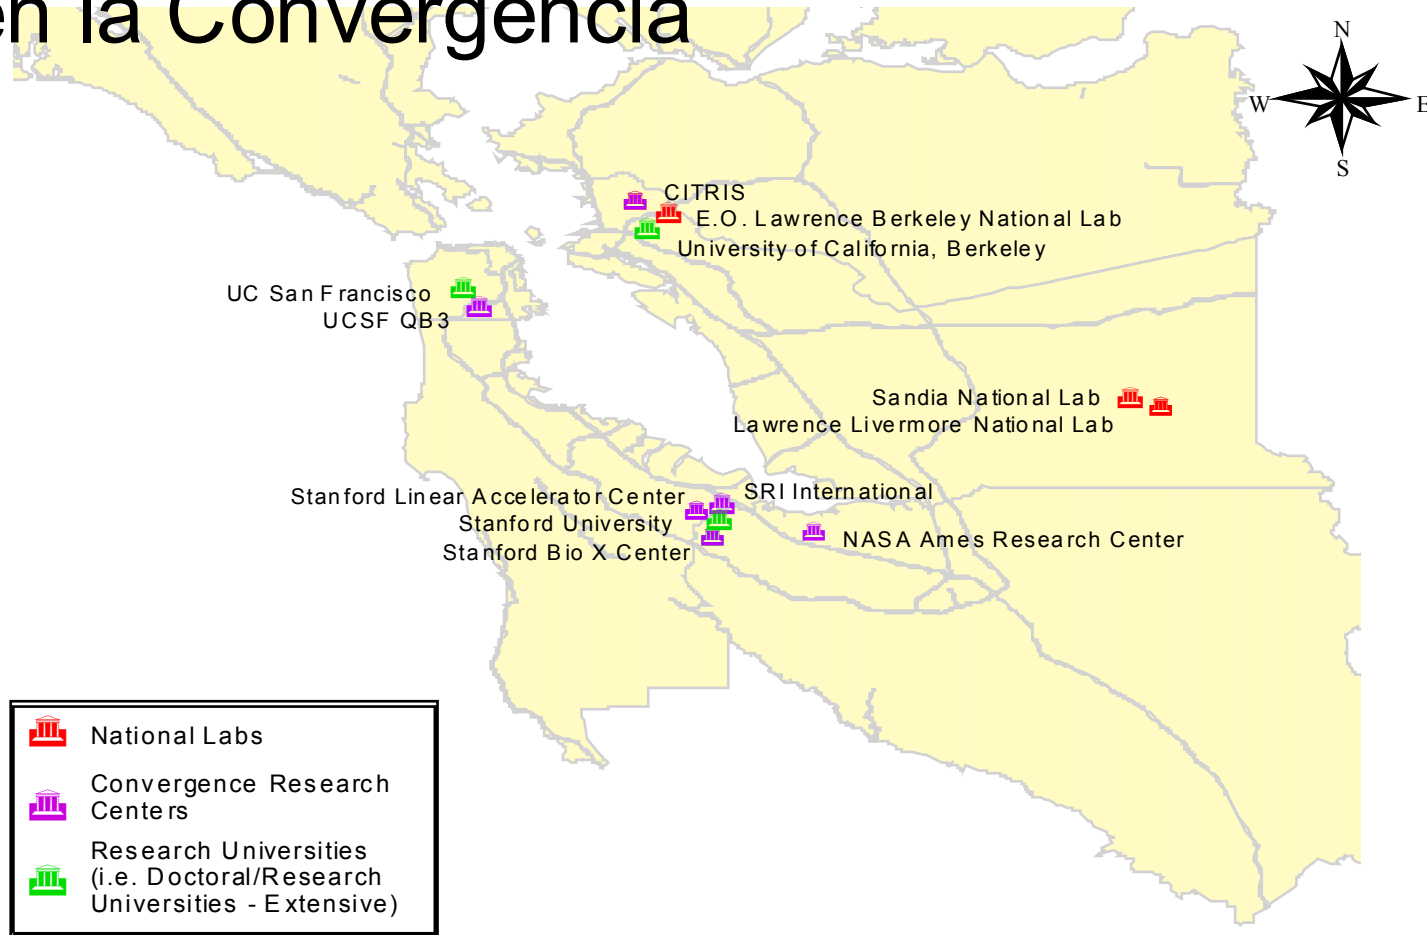 en la Convergencia
N
W E
S
CITRIS
E.O. Lawrence Berkeley National Lab
University of California, Berkeley
UC San Francisco
UCSF QB3
Sandia National Lab
Lawrence Livermore National Lab
Stanford Linear Accelerator Center
SRI International
Stanford University
Stanford Bio X Center
NASA Ames Research Center
National Labs
Convergence Research
Centers
Research Universities
(i.e. Doctoral/Research
Universities - Extensive)